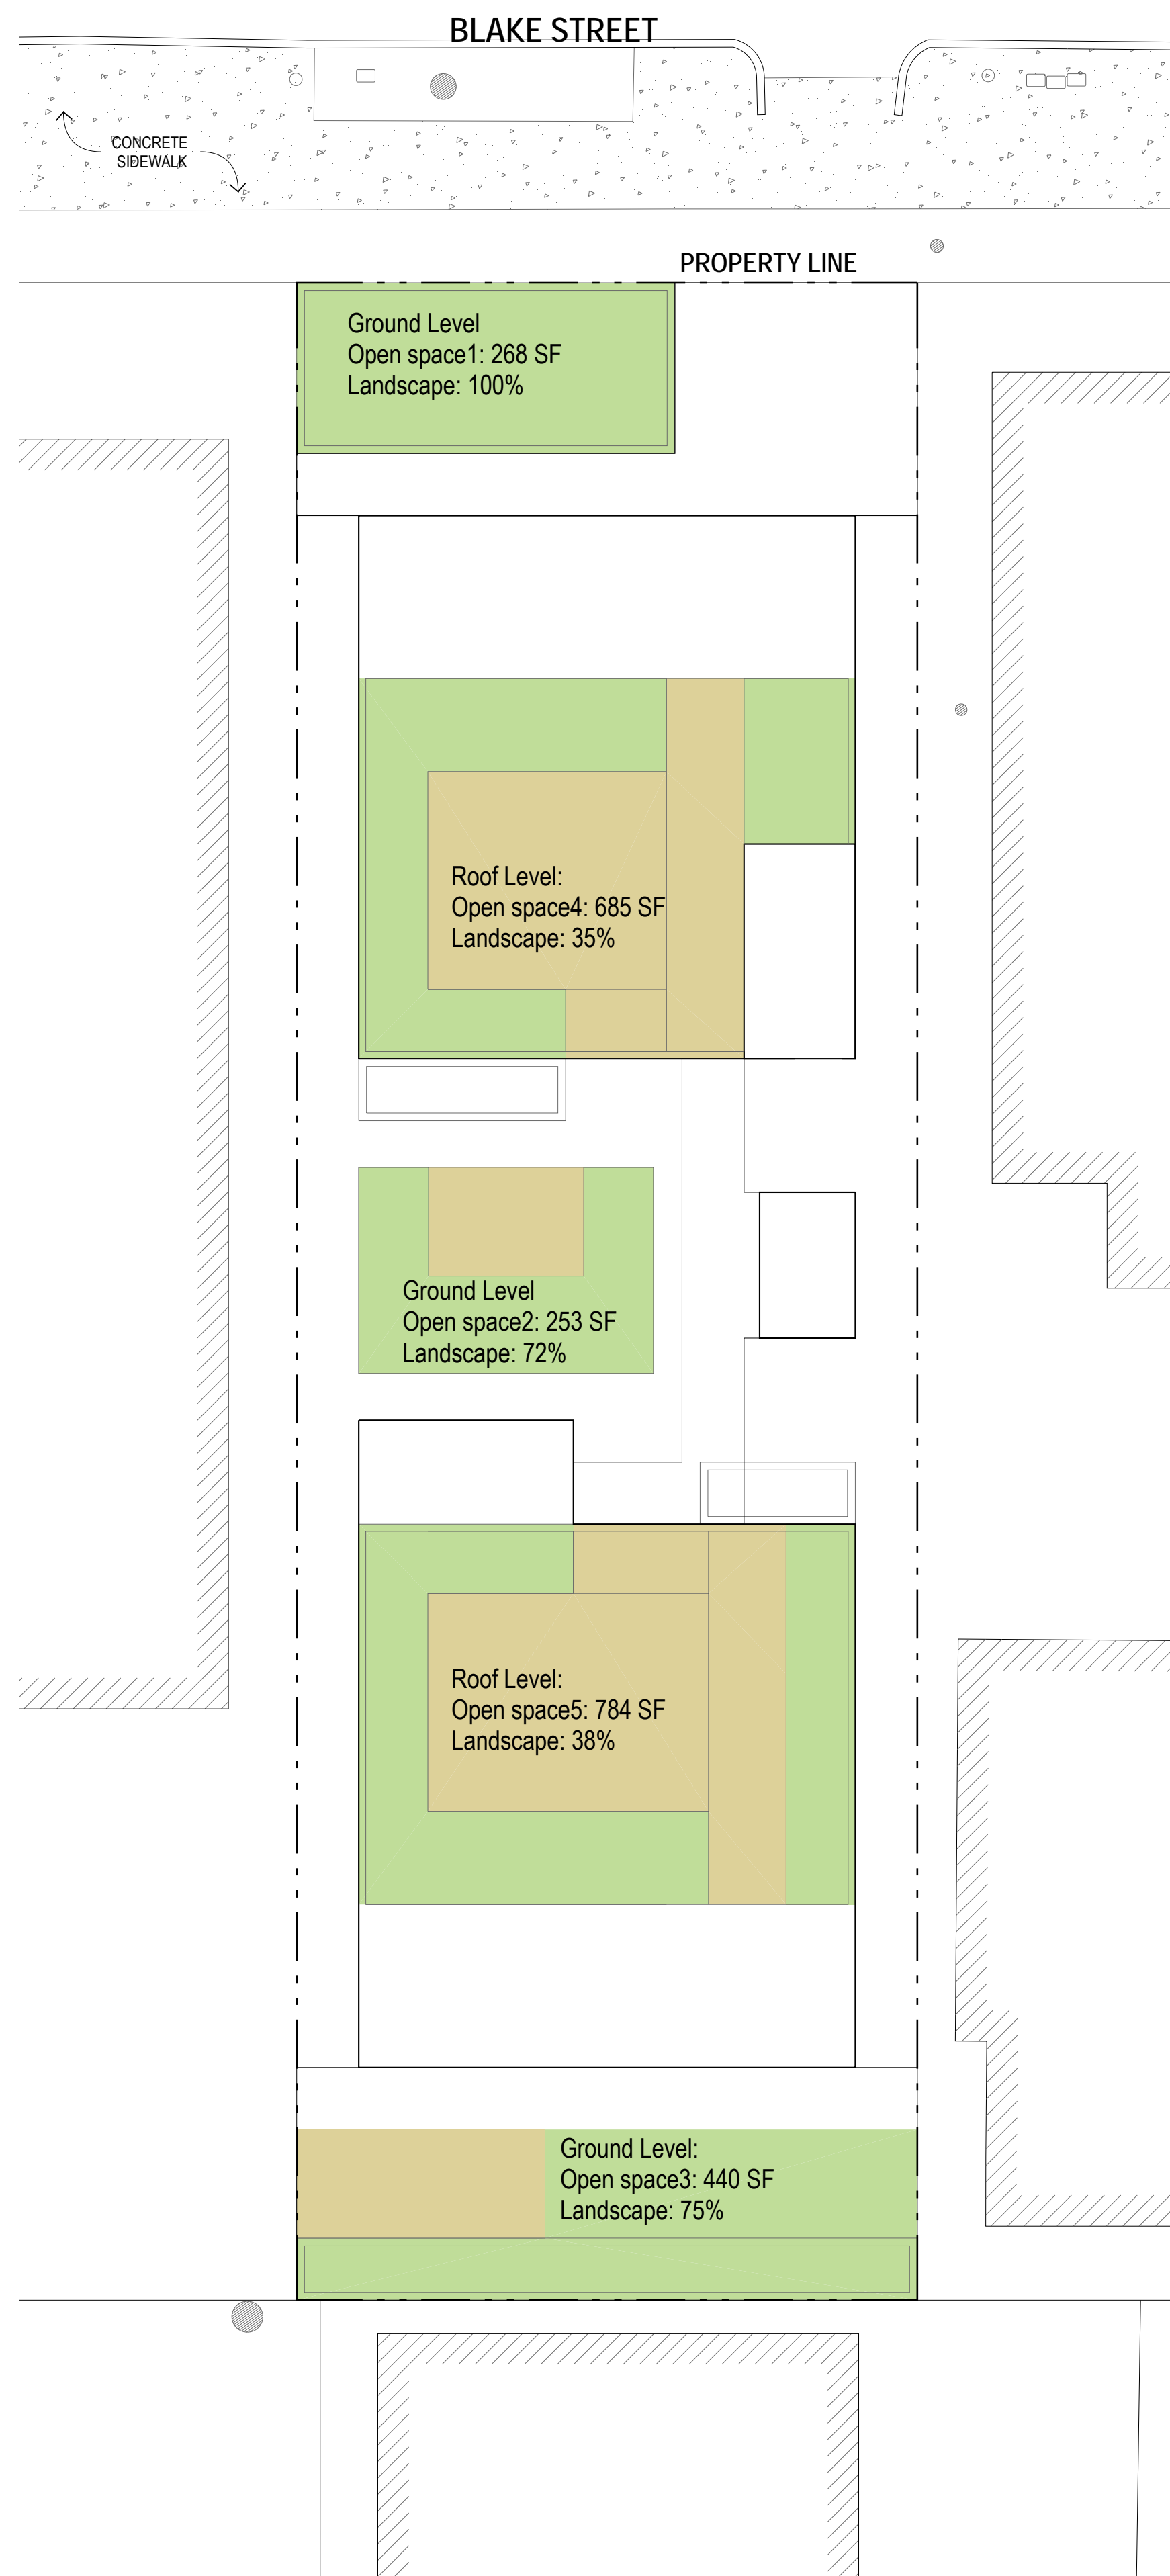 BLAKE STREET
CONCRETE
SIDEWALK
PROPERTY LINE
Ground Level
Open space1: 268 SF
Landscape: 100%
Roof Level:
Open space4: 685 SF
Landscape: 35%
Ground Level
Open space2: 253 SF
Landscape: 72%
Roof Level:
Open space5: 784 SF
Landscape: 38%
Ground Level:
Open space3: 440 SF
Landscape: 75%